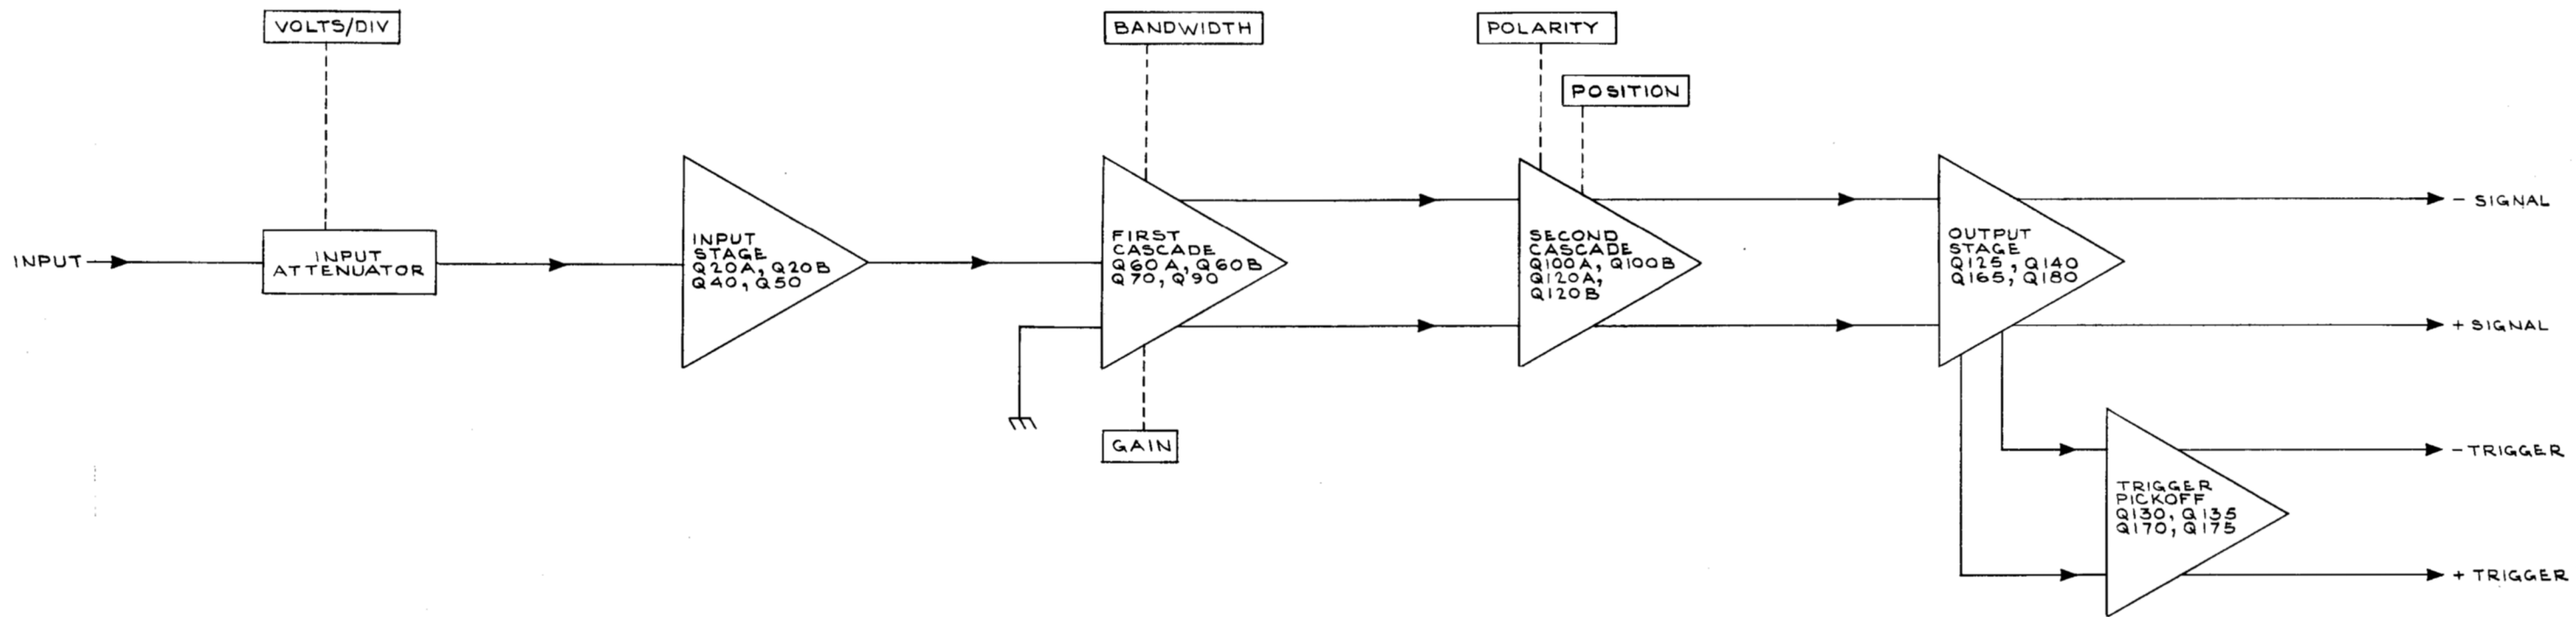 VOLTS/DIV
BANDWIDTH
POLARITY
POSITION
INPUT
INPUT
ATTENUATOR
INPUT
STAGE
Q20A, Q20B
Q40, Q50
FIRST
CASCADE
Q60A, Q60B
Q70, Q90
GAIN
SECOND
CASCADE
Q100A, Q100B
Q120A,
Q120B
OUTPUT
STAGE
Q125, Q140
Q165, Q180
- SIGNAL
+ SIGNAL
TRIGGER
PICKOFF
Q130, Q135
Q170, Q175
- TRIGGER
+ TRIGGER